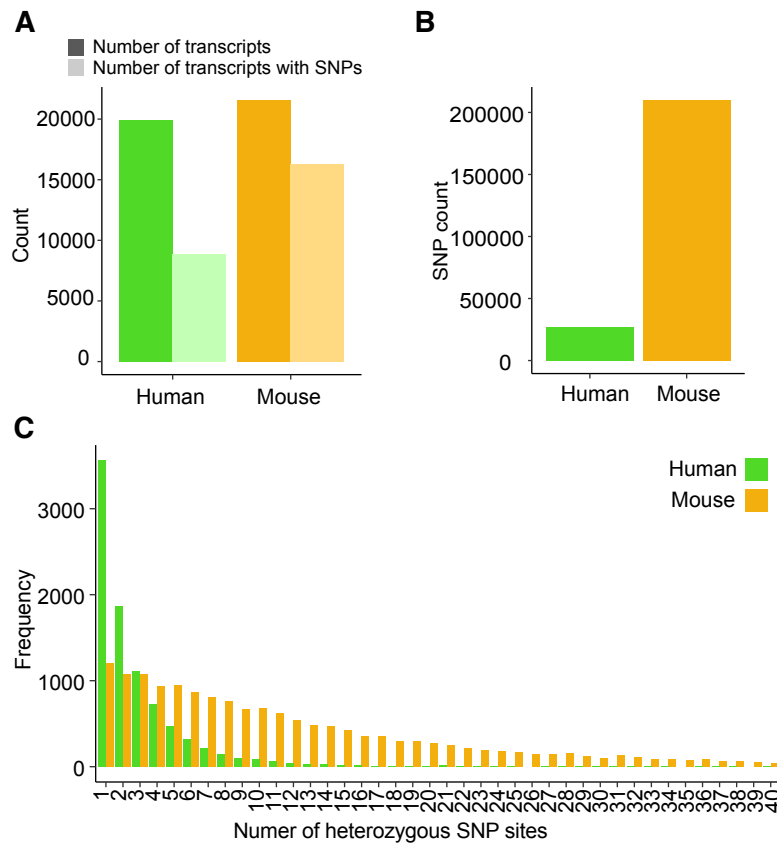 A
Number of transcripts
Number of transcripts with SNPs
Count
20000
15000
10000
5000
0
Human Mouse
B
SNP count
200000
150000
100000
50000
0
Human Mouse
C
Human
Mouse
Frequency
3000
2000
1000
0
1 2 3 4 5 6 7 8 9 10 11 12 13 14 15 16 17 18 19 20 21 22 23 24 25 26 27 28 29 30 31 32 33 34 35 36 37 38 39 40
Numer of heterozygous SNP sites